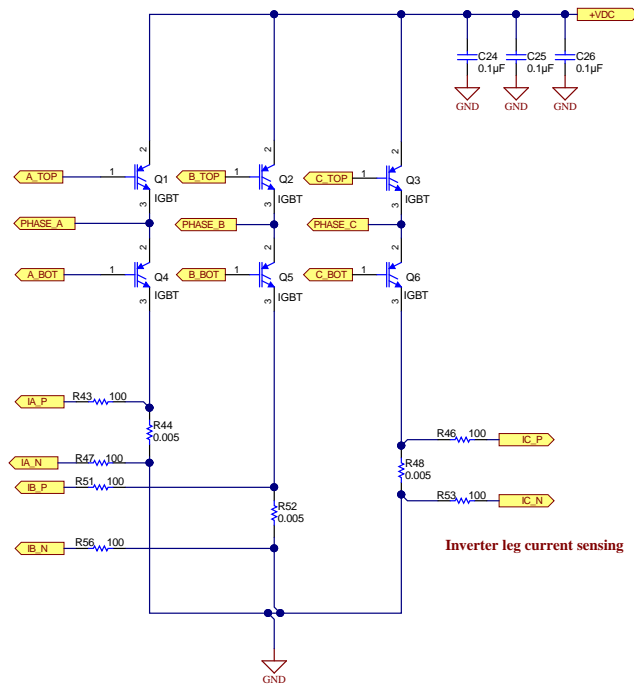 +VDC
C24
0.1µF
C25
0.1µF
C26
0.1µF
GND
GND
GND
2
2
2
A_TOP
1
Q1
B_TOP
1
Q2
C_TOP
1
Q3
3
IGBT
3
IGBT
3
IGBT
PHASE_A
PHASE_B
PHASE_C
2
2
2
A_BOT
1
Q4
B_BOT
1
Q5
C_BOT
1
Q6
3
IGBT
3
IGBT
3
IGBT
IA_P
R43
100
R44
0.005
IA_N
R47
100
IB_P
R51
100
R52
0.005
IB_N
R56
100
R46
100
IC_P
R48
0.005
R53
100
IC_N
Inverter leg current sensing
GND